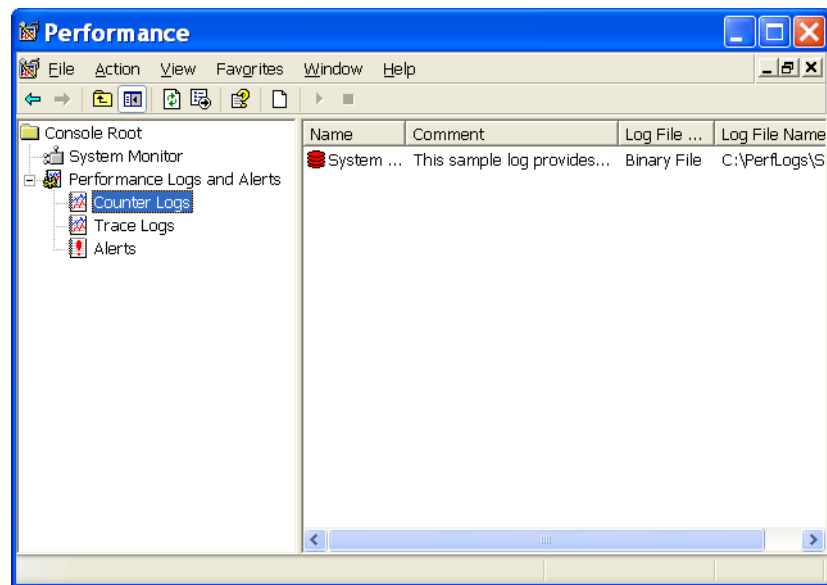 Performance
File Action View Favorites Window Help
Console Root
System Monitor
Performance Logs and Alerts
Counter Logs
Trace Logs
Alerts
Name Comment Log File ... Log File Name
System ... This sample log provides... Binary File C:\PerfLogs\S